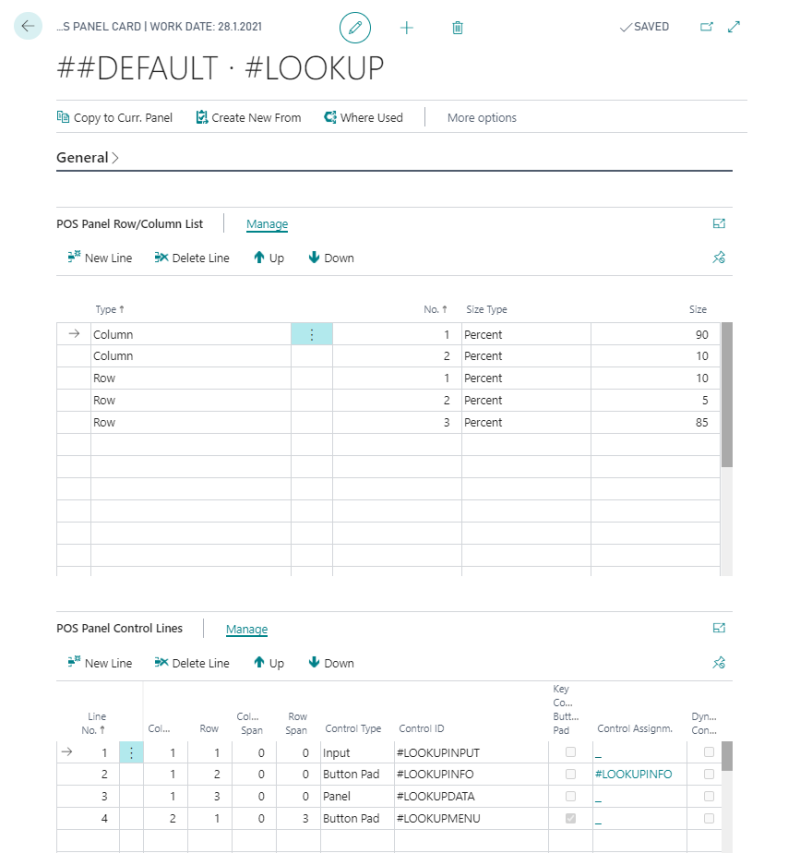 ...S PANEL CARD | WORK DATE: 28.1.2021
SAVED
##DEFAULT · #LOOKUP
Copy to Curr. Panel Create New From Where Used More options
General
POS Panel Row/Column List Manage
New Line Delete Line Up Down
Type ↑ No. ↑ Size Type Size
Column 1 Percent 90
Column 2 Percent 10
Row 1 Percent 10
Row 2 Percent 5
Row 3 Percent 85
POS Panel Control Lines Manage
New Line Delete Line Up Down
Line No. ↑ Col... Row Col... Span Row Span Control Type Control ID Key Co... Butt... Pad Control Assignm. Dyn... Con...
1 1 1 0 0 Input #LOOKUPINPUT _
2 1 2 0 0 Button Pad #LOOKUPINFO #LOOKUPINFO
3 1 3 0 0 Panel #LOOKUPDATA _
4 2 1 0 3 Button Pad #LOOKUPMENU _